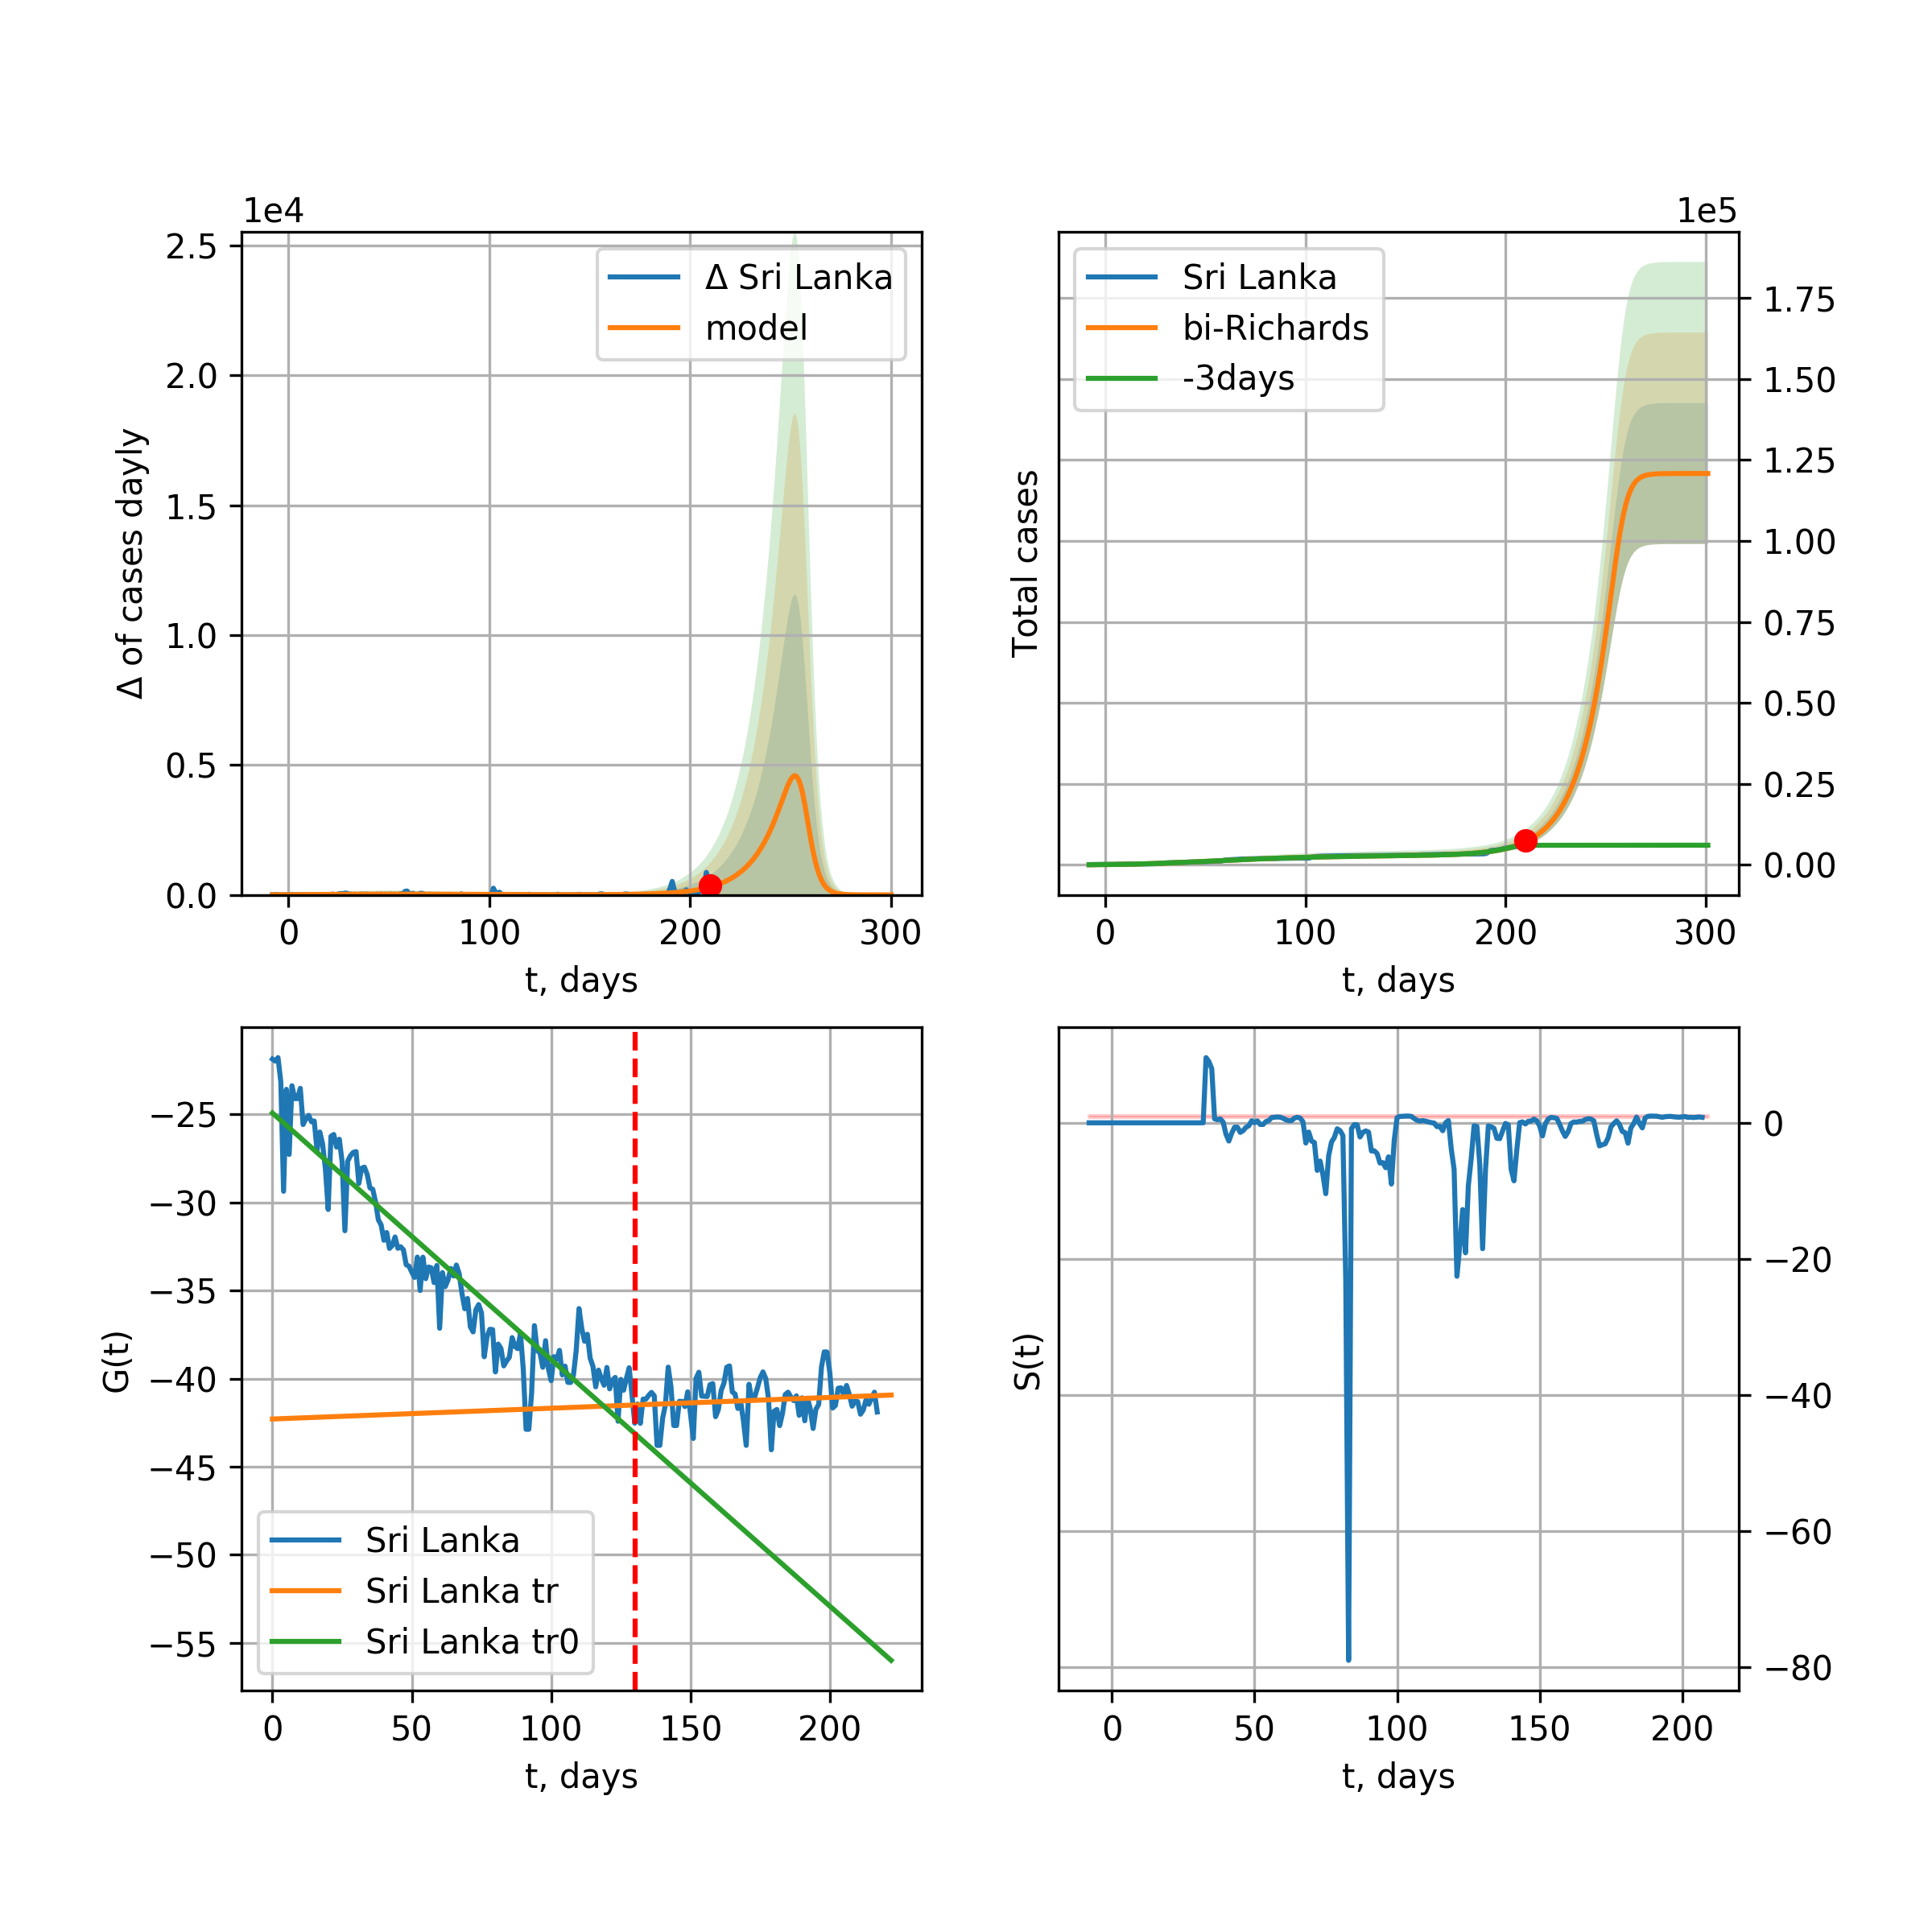 1e4
2.5
2.0
1.5
1.0
0.5
0.0
Δ of cases dayly
Δ Sri Lanka
model
0 100 200 300
t, days
1e5
Sri Lanka
bi-Richards
-3days
Total cases
1.75
1.50
1.25
1.00
0.75
0.50
0.25
0.00
0 100 200 300
t, days
G(t)
−25
−30
−35
−40
−45
−50
−55
Sri Lanka
Sri Lanka tr
Sri Lanka tr0
0 50 100 150 200
t, days
S(t)
0
−20
−40
−60
−80
0 50 100 150 200
t, days